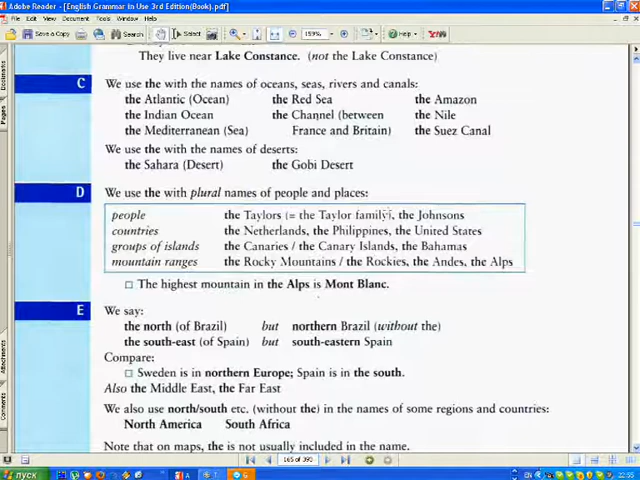 Adobe Reader - [English Grammar in Use 3rd Edition(Book).pdf]
File Edit View Document Tools Window Help
Save a Copy Search Select 159% Help
Bookmarks
Pages
Attachments
Comments
They live near Lake Constance. (not the Lake Constance)
C We use the with the names of oceans, seas, rivers and canals:
the Atlantic (Ocean) the Red Sea the Amazon
the Indian Ocean the Channel (between the Nile
the Mediterranean (Sea) France and Britain) the Suez Canal
We use the with the names of deserts:
the Sahara (Desert) the Gobi Desert
D We use the with plural names of people and places:
people the Taylors (= the Taylor family), the Johnsons
countries the Netherlands, the Philippines, the United States
groups of islands the Canaries / the Canary Islands, the Bahamas
mountain ranges the Rocky Mountains / the Rockies, the Andes, the Alps
The highest mountain in the Alps is Mont Blanc.
E We say:
the north (of Brazil) but northern Brazil (without the)
the south-east (of Spain) but south-eastern Spain
Compare:
Sweden is in northern Europe; Spain is in the south.
Also the Middle East, the Far East
We also use north/south etc. (without the) in the names of some regions and countries:
North America South Africa
Note that on maps, the is not usually included in the name.
165 of 390
пуск
EN
22:55